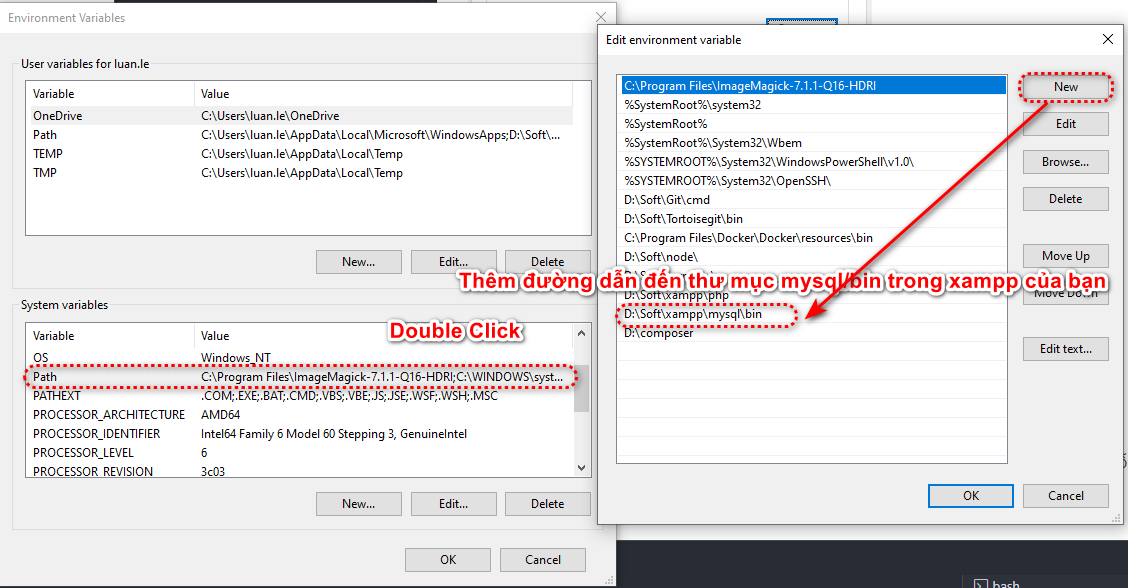 Environment Variables
User variables for luan.le
Variable Value
OneDrive C:\Users\luan.le\OneDrive
Path C:\Users\luan.le\AppData\Local\Microsoft\WindowsApps;D:\Soft\...
TEMP C:\Users\luan.le\AppData\Local\Temp
TMP C:\Users\luan.le\AppData\Local\Temp
New... Edit... Delete
System variables
Variable Value
Double Click
OS Windows_NT
Path C:\Program Files\ImageMagick-7.1.1-Q16-HDRI;C:\WINDOWS\syst...
PATHEXT .COM;.EXE;.BAT;.CMD;.VBS;.VBE;.JS;.JSE;.WSF;.WSH;.MSC
PROCESSOR_ARCHITECTURE AMD64
PROCESSOR_IDENTIFIER Intel64 Family 6 Model 60 Stepping 3, GenuineIntel
PROCESSOR_LEVEL 6
PROCESSOR_REVISION 3c03
New... Edit... Delete
OK Cancel
Edit environment variable
C:\Program Files\ImageMagick-7.1.1-Q16-HDRI
%SystemRoot%\system32
%SystemRoot%
%SystemRoot%\System32\Wbem
%SYSTEMROOT%\System32\WindowsPowerShell\v1.0\
%SYSTEMROOT%\System32\OpenSSH\
D:\Soft\Git\cmd
D:\Soft\Tortoisegit\bin
C:\Program Files\Docker\Docker\resources\bin
D:\Soft\node\
Thêm đường dẫn đến thư mục mysql/bin trong xampp của bạn
D:\Soft\xampp\php
D:\Soft\xampp\mysql\bin
D:\composer
New
Edit
Browse...
Delete
Move Up
Move Down
Edit text...
OK Cancel
bash